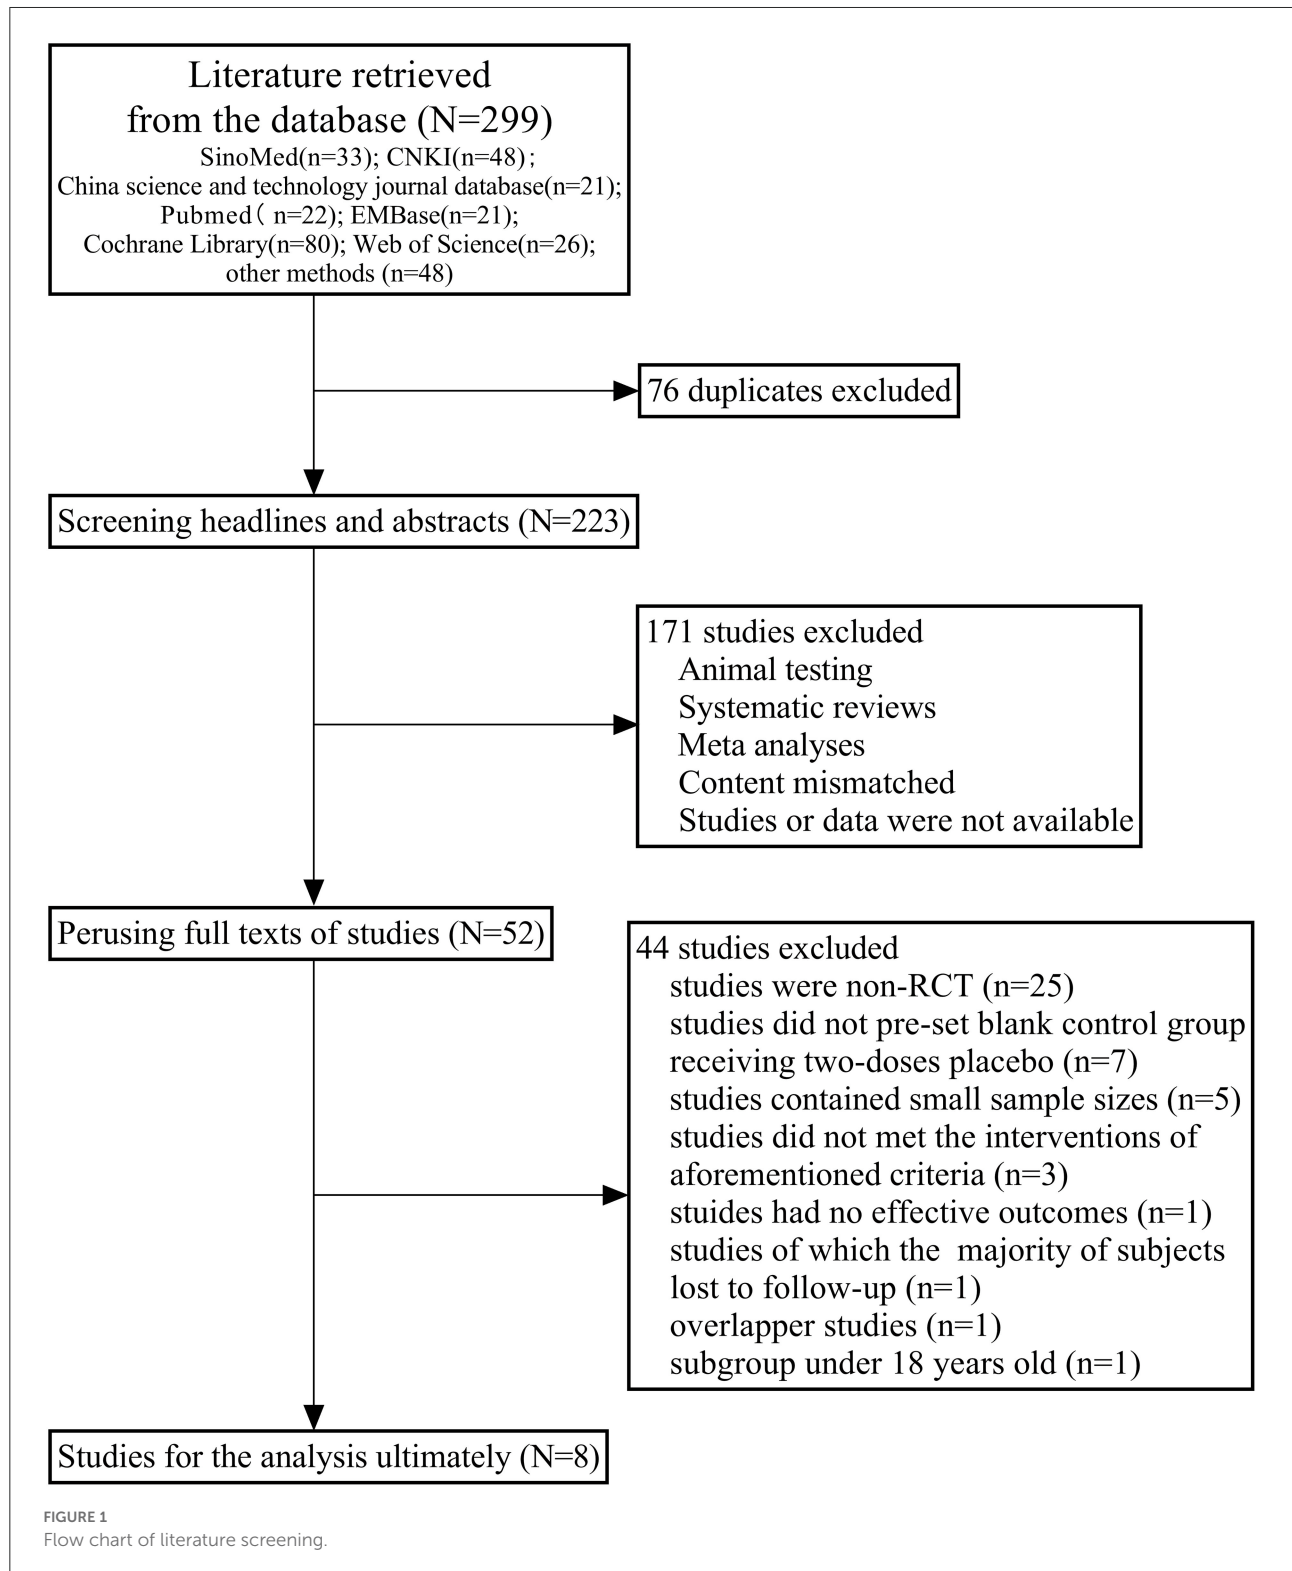 Literature retrieved
from the database (N=299)
SinoMed(n=33); CNKI(n=48);
China science and technology journal database(n=21);
Pubmed( n=22); EMBase(n=21);
Cochrane Library(n=80); Web of Science(n=26);
other methods (n=48)
76 duplicates excluded
Screening headlines and abstracts (N=223)
171 studies excluded
Animal testing
Systematic reviews
Meta analyses
Content mismatched
Studies or data were not available
Perusing full texts of studies (N=52)
44 studies excluded
studies were non-RCT (n=25)
studies did not pre-set blank control group
receiving two-doses placebo (n=7)
studies contained small sample sizes (n=5)
studies did not met the interventions of
aforementioned criteria (n=3)
stuides had no effective outcomes (n=1)
studies of which the  majority of subjects
lost to follow-up (n=1)
overlapper studies (n=1)
subgroup under 18 years old (n=1)
Studies for the analysis ultimately (N=8)
FIGURE 1
Flow chart of literature screening.